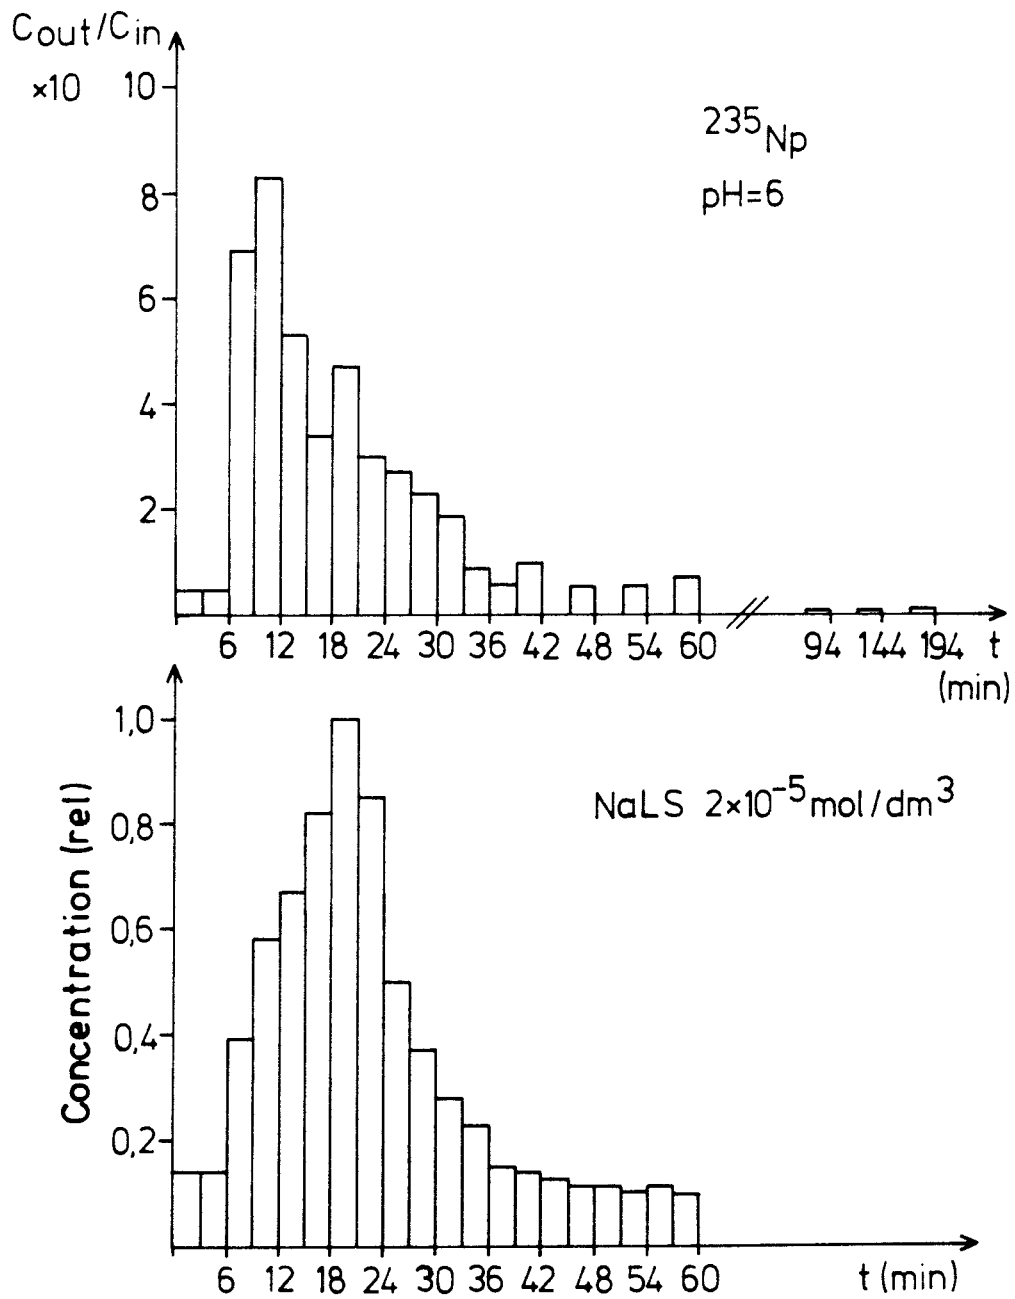 Cout/Cin
×10
10
²³⁵Np
pH=6
8
6
4
2
6 12 18 24 30 36 42 48 54 60 94 144 194 t
(min)
1,0
NaLS 2×10⁻⁵mol/dm³
0,8
0,6
0,4
0,2
Concentration (rel)
6 12 18 24 30 36 42 48 54 60 t (min)